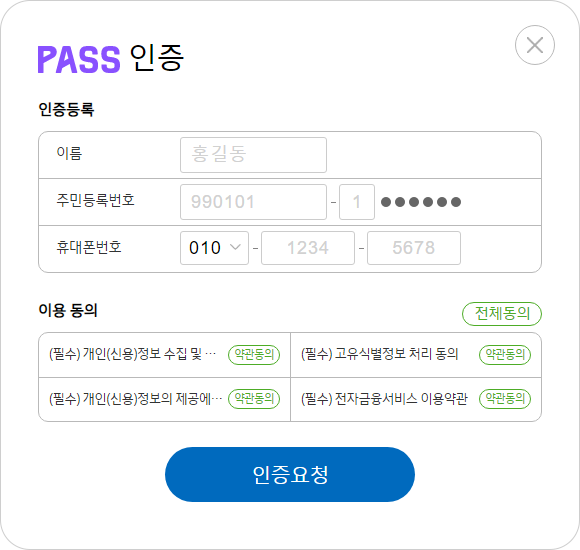 PASS 인증
인증등록
이름 홍길동
주민등록번호 990101 - 1 ●●●●●●
휴대폰번호 010 - 1234 - 5678
이용 동의 전체동의
(필수) 개인(신용)정보 수집 및 … 약관동의 (필수) 고유식별정보 처리 동의 약관동의
(필수) 개인(신용)정보의 제공에… 약관동의 (필수) 전자금융서비스 이용약관 약관동의
인증요청